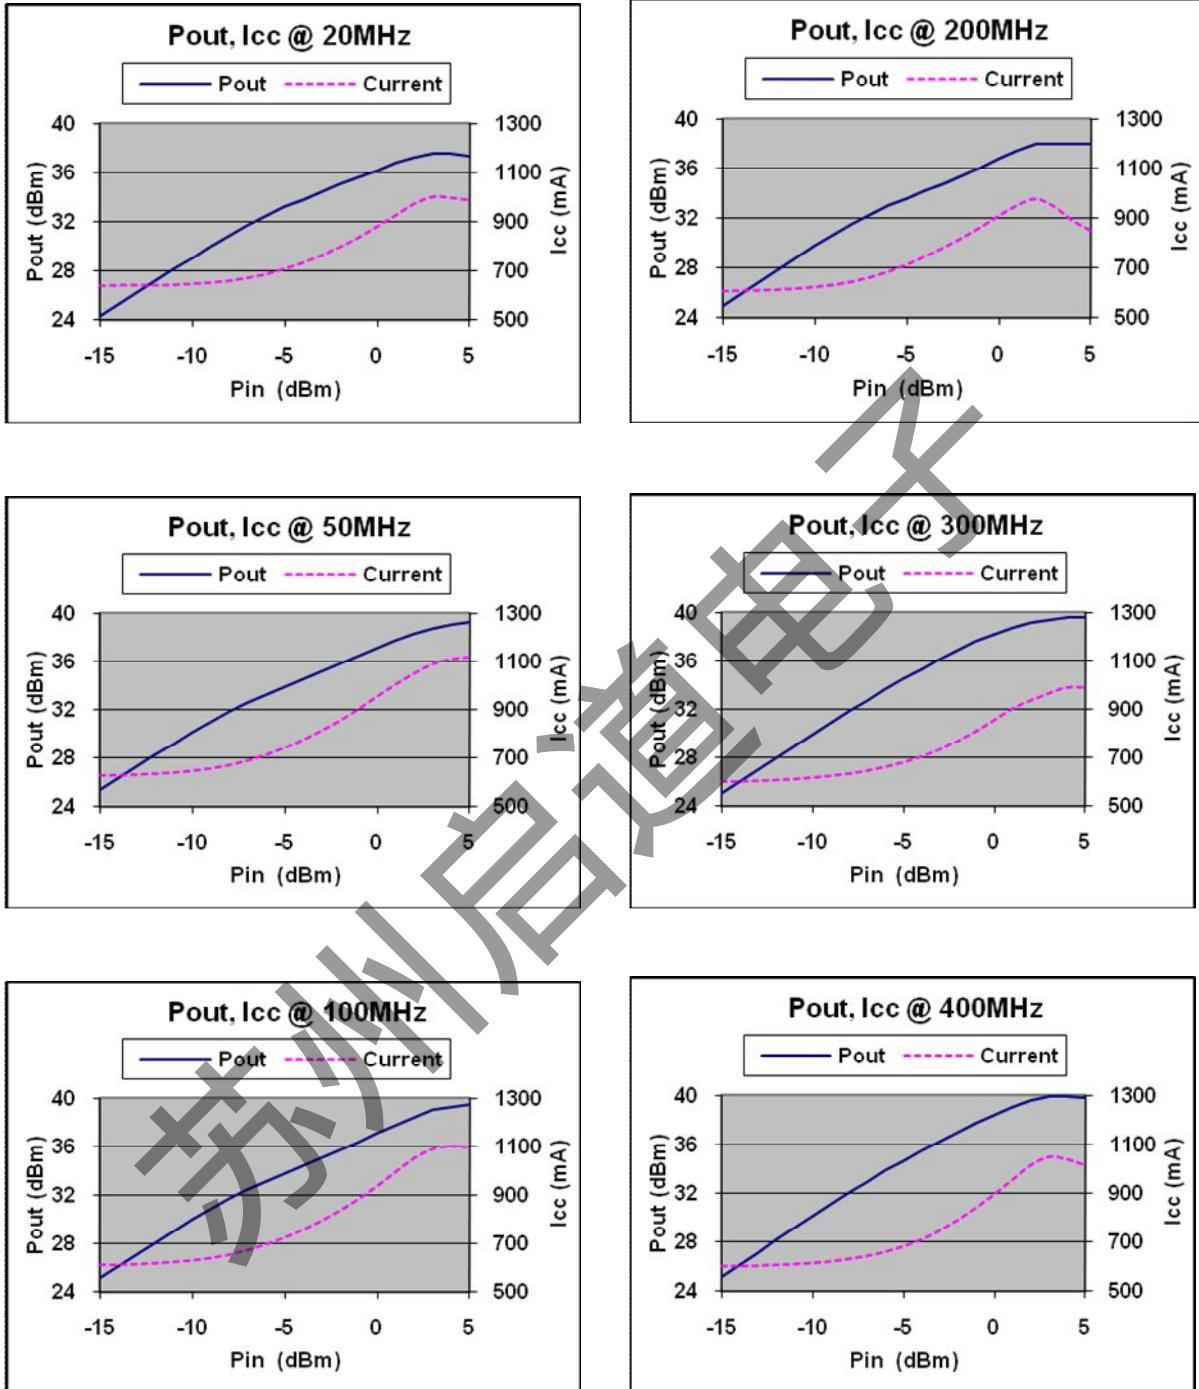 Pout, Icc @ 20MHz
Pout Current
40
36
32
28
24
1300
1100
900
700
500
Pout (dBm)
Icc (mA)
-15 -10 -5 0 5
Pin (dBm)
Pout, Icc @ 200MHz
Pout Current
40
36
32
28
24
1300
1100
900
700
500
Pout (dBm)
Icc (mA)
-15 -10 -5 0 5
Pin (dBm)
Pout, Icc @ 50MHz
Pout Current
40
36
32
28
24
1300
1100
900
700
500
Pout (dBm)
Icc (mA)
-15 -10 -5 0 5
Pin (dBm)
Pout, Icc @ 300MHz
Pout Current
40
36
32
28
24
1300
1100
900
700
500
Pout (dBm)
Icc (mA)
-15 -10 -5 0 5
Pin (dBm)
Pout, Icc @ 100MHz
Pout Current
40
36
32
28
24
1300
1100
900
700
500
Pout (dBm)
Icc (mA)
-15 -10 -5 0 5
Pin (dBm)
Pout, Icc @ 400MHz
Pout Current
40
36
32
28
24
1300
1100
900
700
500
Pout (dBm)
Icc (mA)
-15 -10 -5 0 5
Pin (dBm)
苏州启道电子